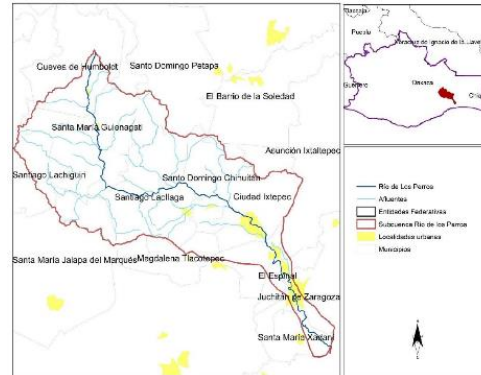 Cueves de Humboldt
Santo Domingo Petapa
El Barrio de la Soledad
Santa María Guienagati
Asunción Ixtaltepec
Santiago Lachiguiri
Santo Domingo Chihuitán
Santiago Laollaga
Ciudad Ixtepec
Santa María Jalapa del Marqués
Magdalena Tlacotepec
El Espinal
Juchitán de Zaragoza
Santa María Xadani
Puebla
Veracruz de Ignacio de la Llave
Guerrero
Oaxaca
Río de Los Perros
Afluentes
Entidades Federativas
Subcuenca Río de los Perros
Localidades urbanas
Municipios